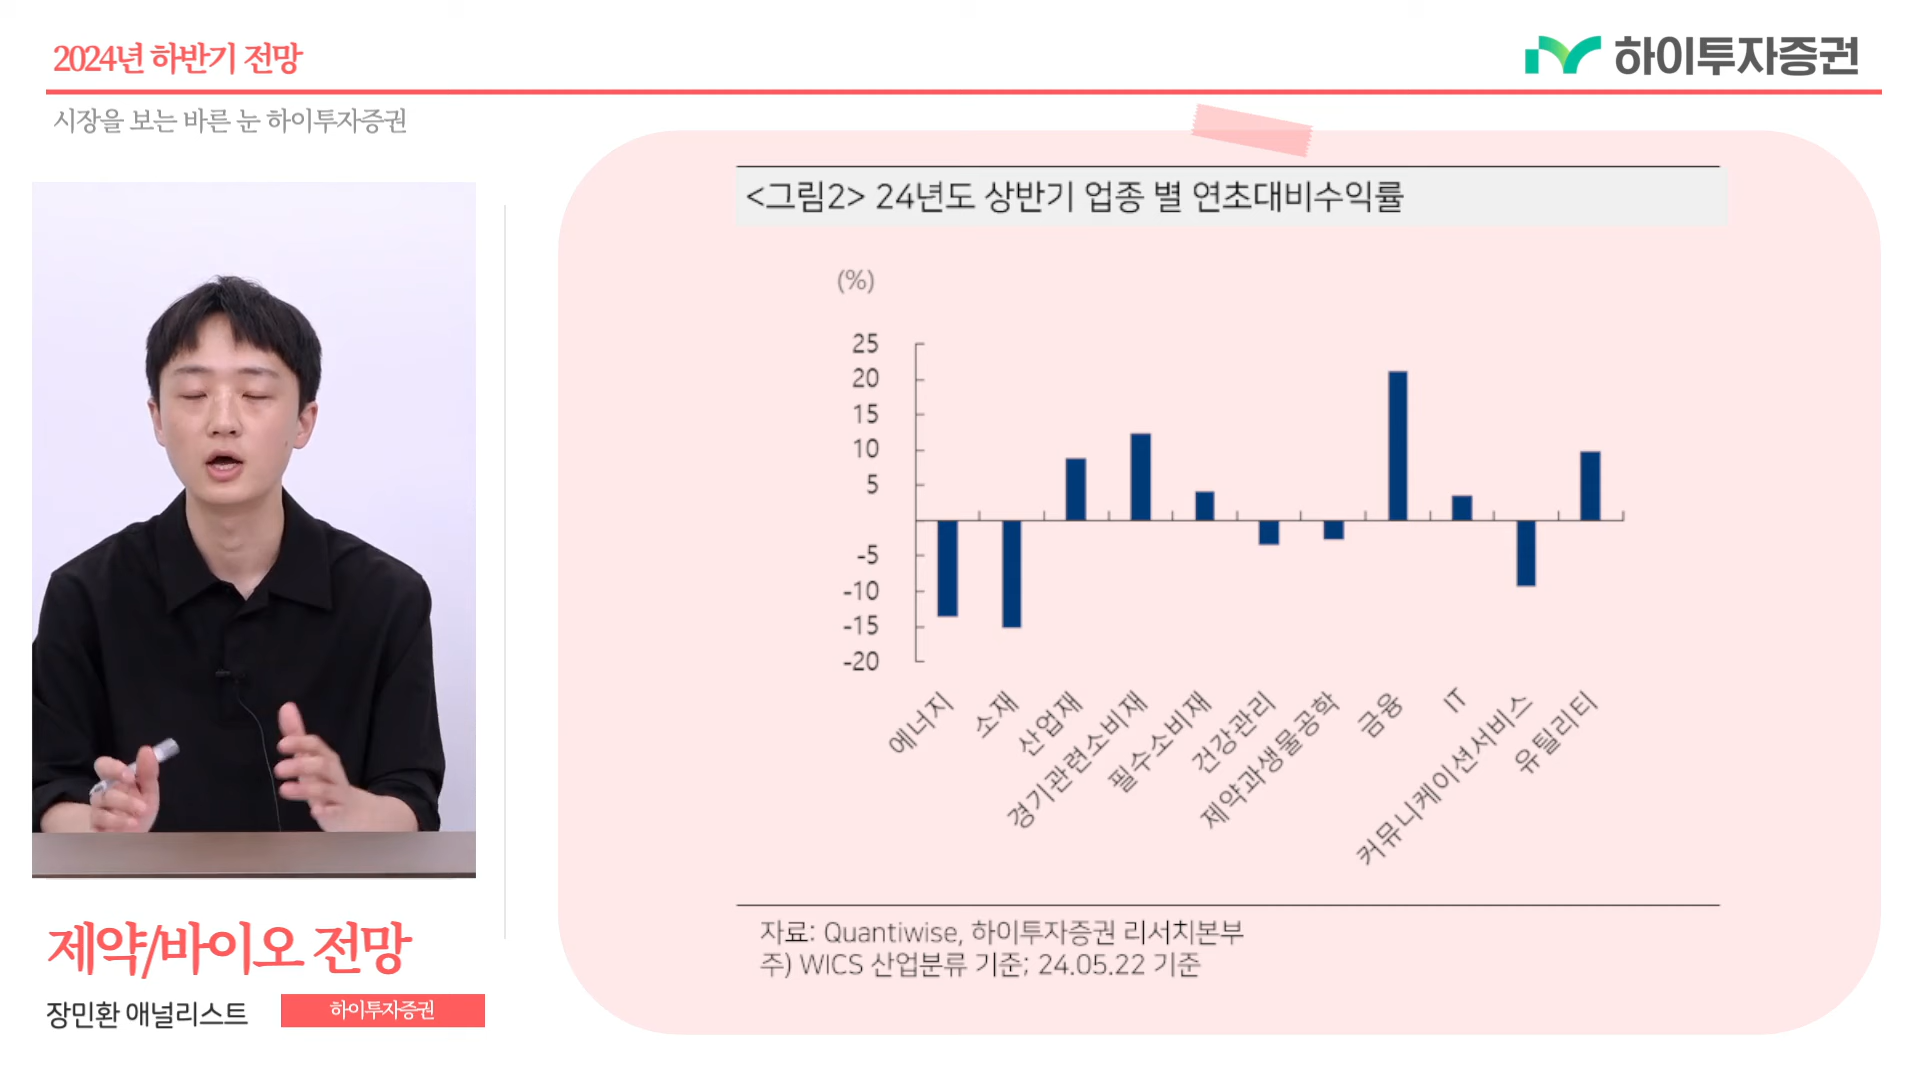 2024년 하반기 전망
하이투자증권
시장을 보는 바른 눈 하이투자증권
<그림2> 24년도 상반기 업종 별 연초대비수익률
(%)
25
20
15
10
5
-5
-10
-15
-20
에너지
소재
산업재
경기관련소비재
필수소비재
건강관리
제약과생물공학
금융
IT
커뮤니케이션서비스
유틸리티
자료: Quantiwise, 하이투자증권 리서치본부
주) WICS 산업분류 기준; 24.05.22 기준
제약/바이오 전망
장민환 애널리스트
하이투자증권